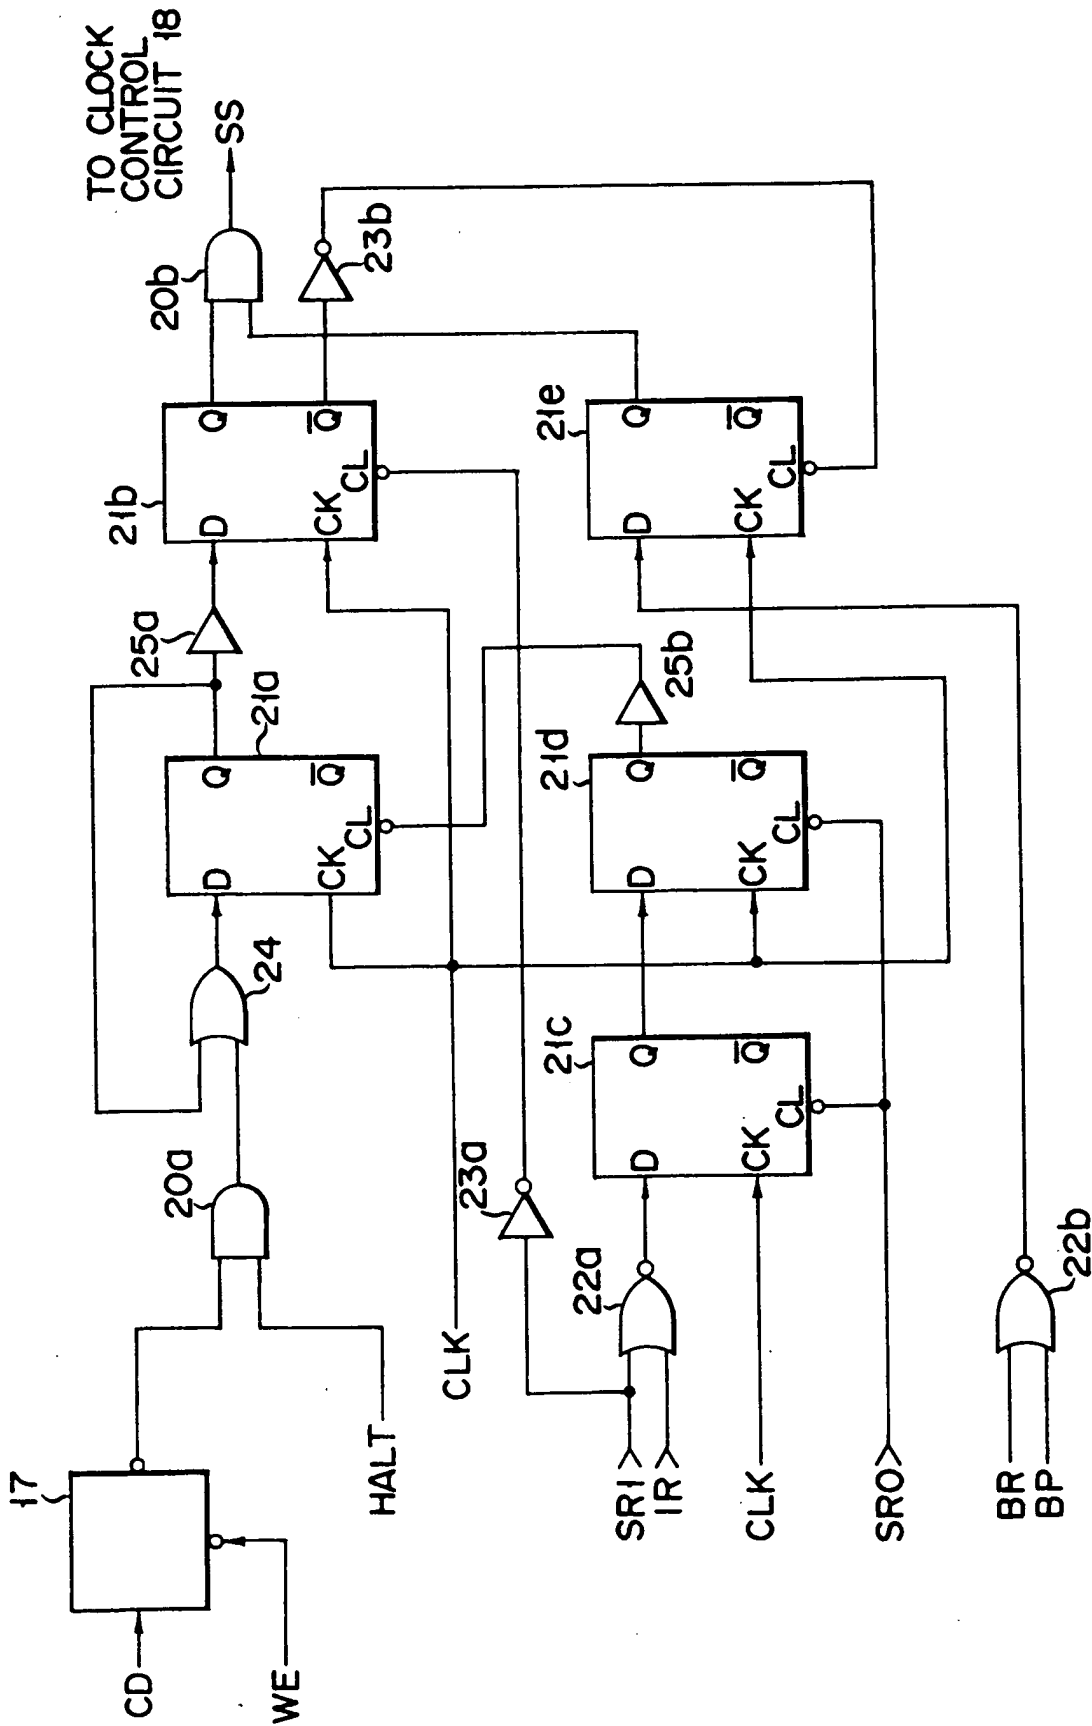 TO CLOCK
CONTROL
CIRCUIT 18
SS
20b
23b
21b
D
Q
CK
Q
CL
25a
21a
D
Q
CK
Q
CL
24
20a
17
CD
WE
HALT
CLK
21e
D
Q
CK
Q
CL
25b
21d
D
Q
CK
Q
CL
21c
D
Q
CK
Q
CL
23a
22a
SRI
IR
CLK
SRO
BR
BP
22b